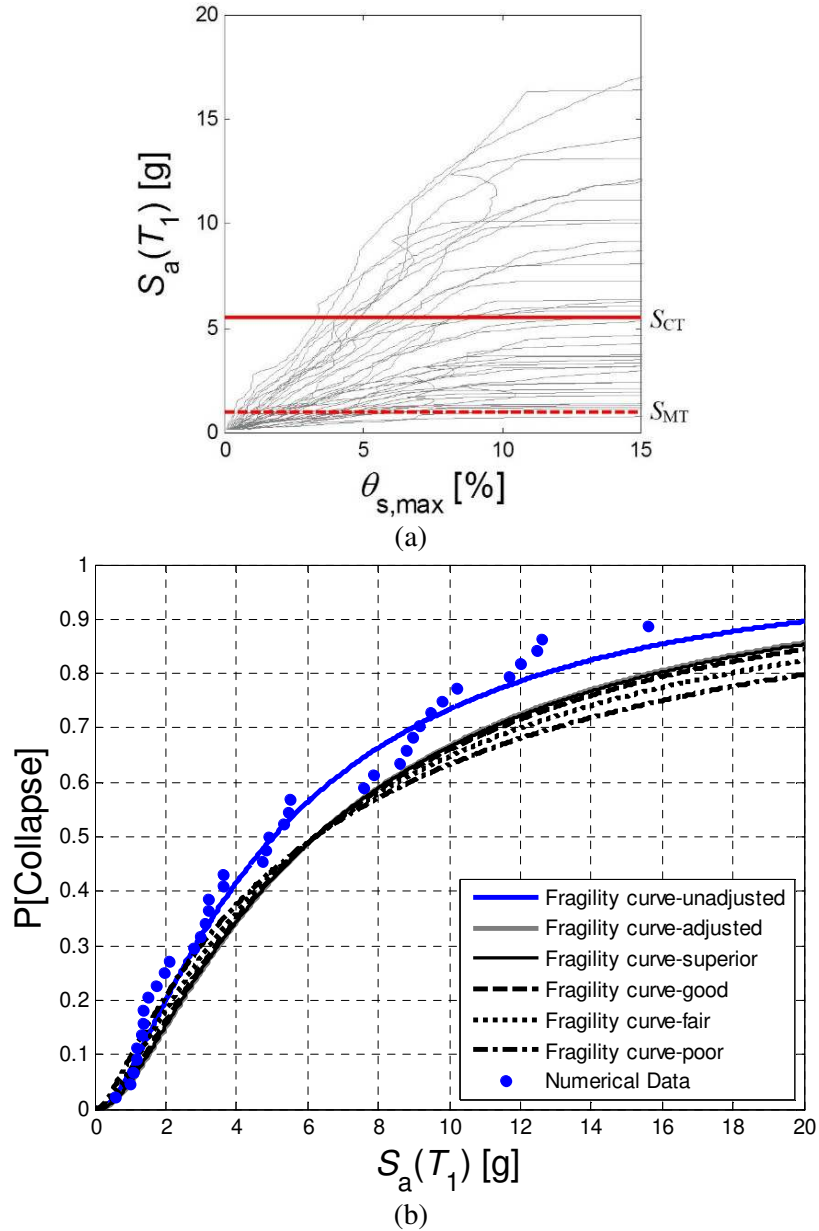 20
15
10
5
0
S_a(T_1) [g]
S_CT
S_MT
0 5 10 15
θ_s,max [%]
(a)
1
0.9
0.8
0.7
0.6
0.5
0.4
0.3
0.2
0.1
0
P[Collapse]
Fragility curve-unadjusted
Fragility curve-adjusted
Fragility curve-superior
Fragility curve-good
Fragility curve-fair
Fragility curve-poor
Numerical Data
0 2 4 6 8 10 12 14 16 18 20
S_a(T_1) [g]
(b)